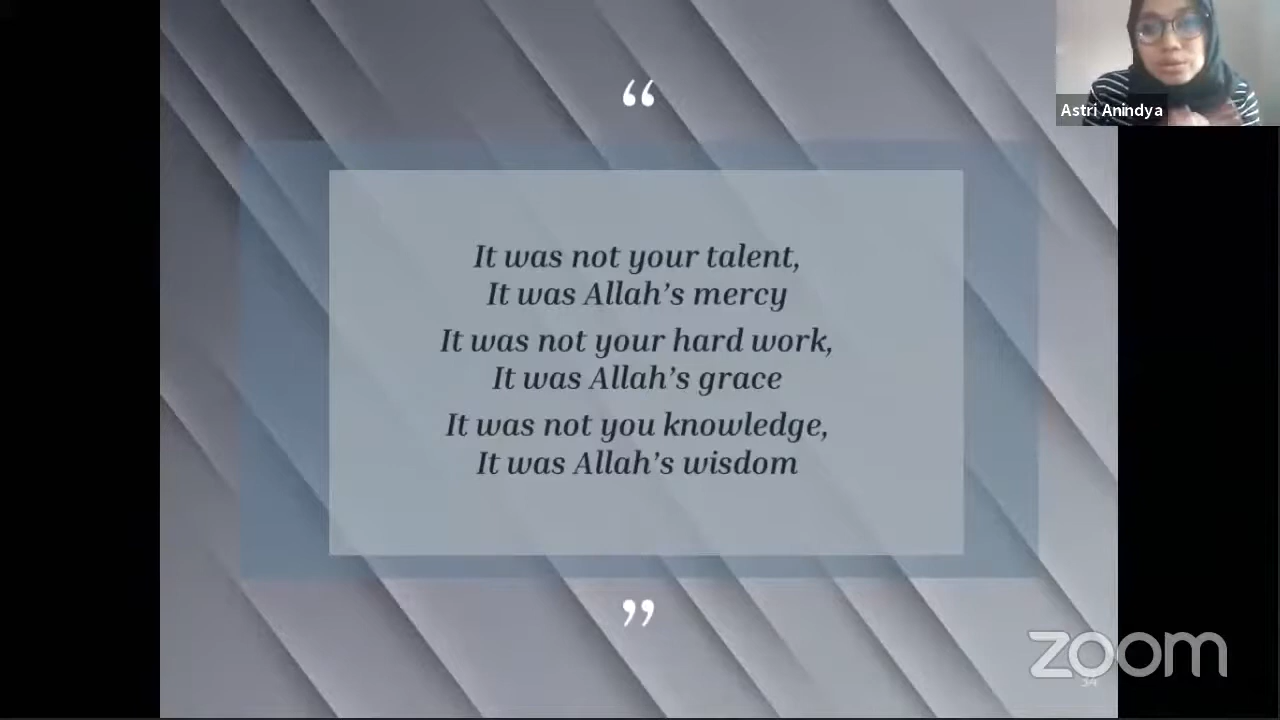 “
Astri Anindya
It was not your talent,
It was Allah’s mercy
It was not your hard work,
It was Allah’s grace
It was not you knowledge,
It was Allah’s wisdom
”
zoom
34